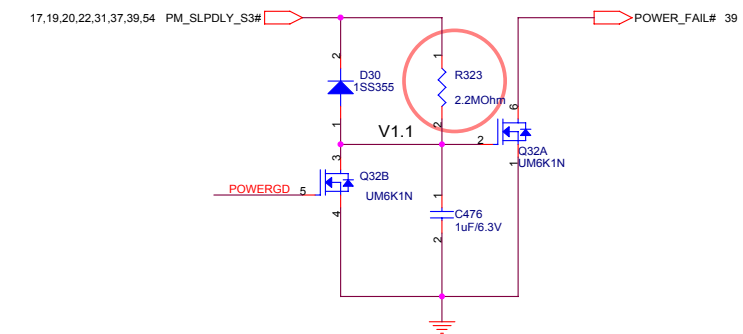 17,19,20,22,31,37,39,54 PM_SLPDLY_S3#
POWER_FAIL# 39
2
1
D30
1SS355
R323
2.2MOhm
6
1
2
V1.1
2
Q32A
UM6K1N
1
3
Q32B
UM6K1N
POWERGD 5
4
1
C476
1uF/6.3V
2